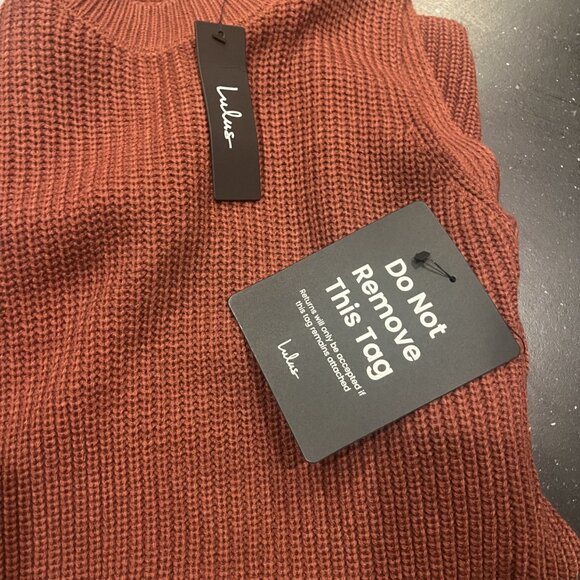 Lulus
Do Not
Remove
This Tag
Returns will only be accepted if
this tag remains attached
Lulus